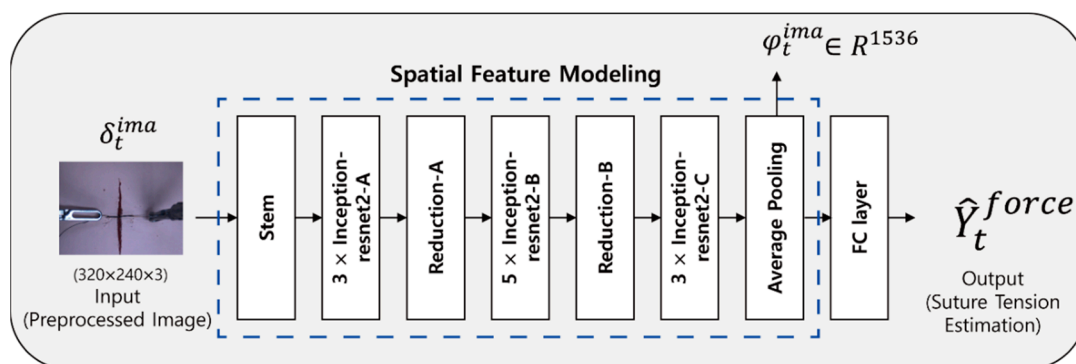 φ_t^{ima} ∈ R^{1536}
Spatial Feature Modeling
δ_t^{ima}
(320×240×3)
Input
(Preprocessed Image)
Stem
3 × Inception-
resnet2-A
Reduction-A
5 × Inception-
resnet2-B
Reduction-B
3 × Inception-
resnet2-C
Average Pooling
FC layer
Ŷ_t^{force}
Output
(Suture Tension
Estimation)